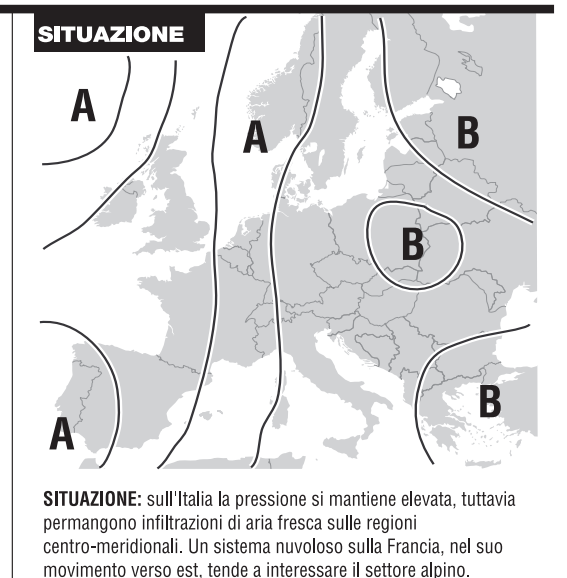 SITUAZIONE
A
A
B
B
A
B
SITUAZIONE: sull'Italia la pressione si mantiene elevata, tuttavia
permangono infiltrazioni di aria fresca sulle regioni
centro-meridionali. Un sistema nuvoloso sulla Francia, nel suo
movimento verso est, tende a interessare il settore alpino.